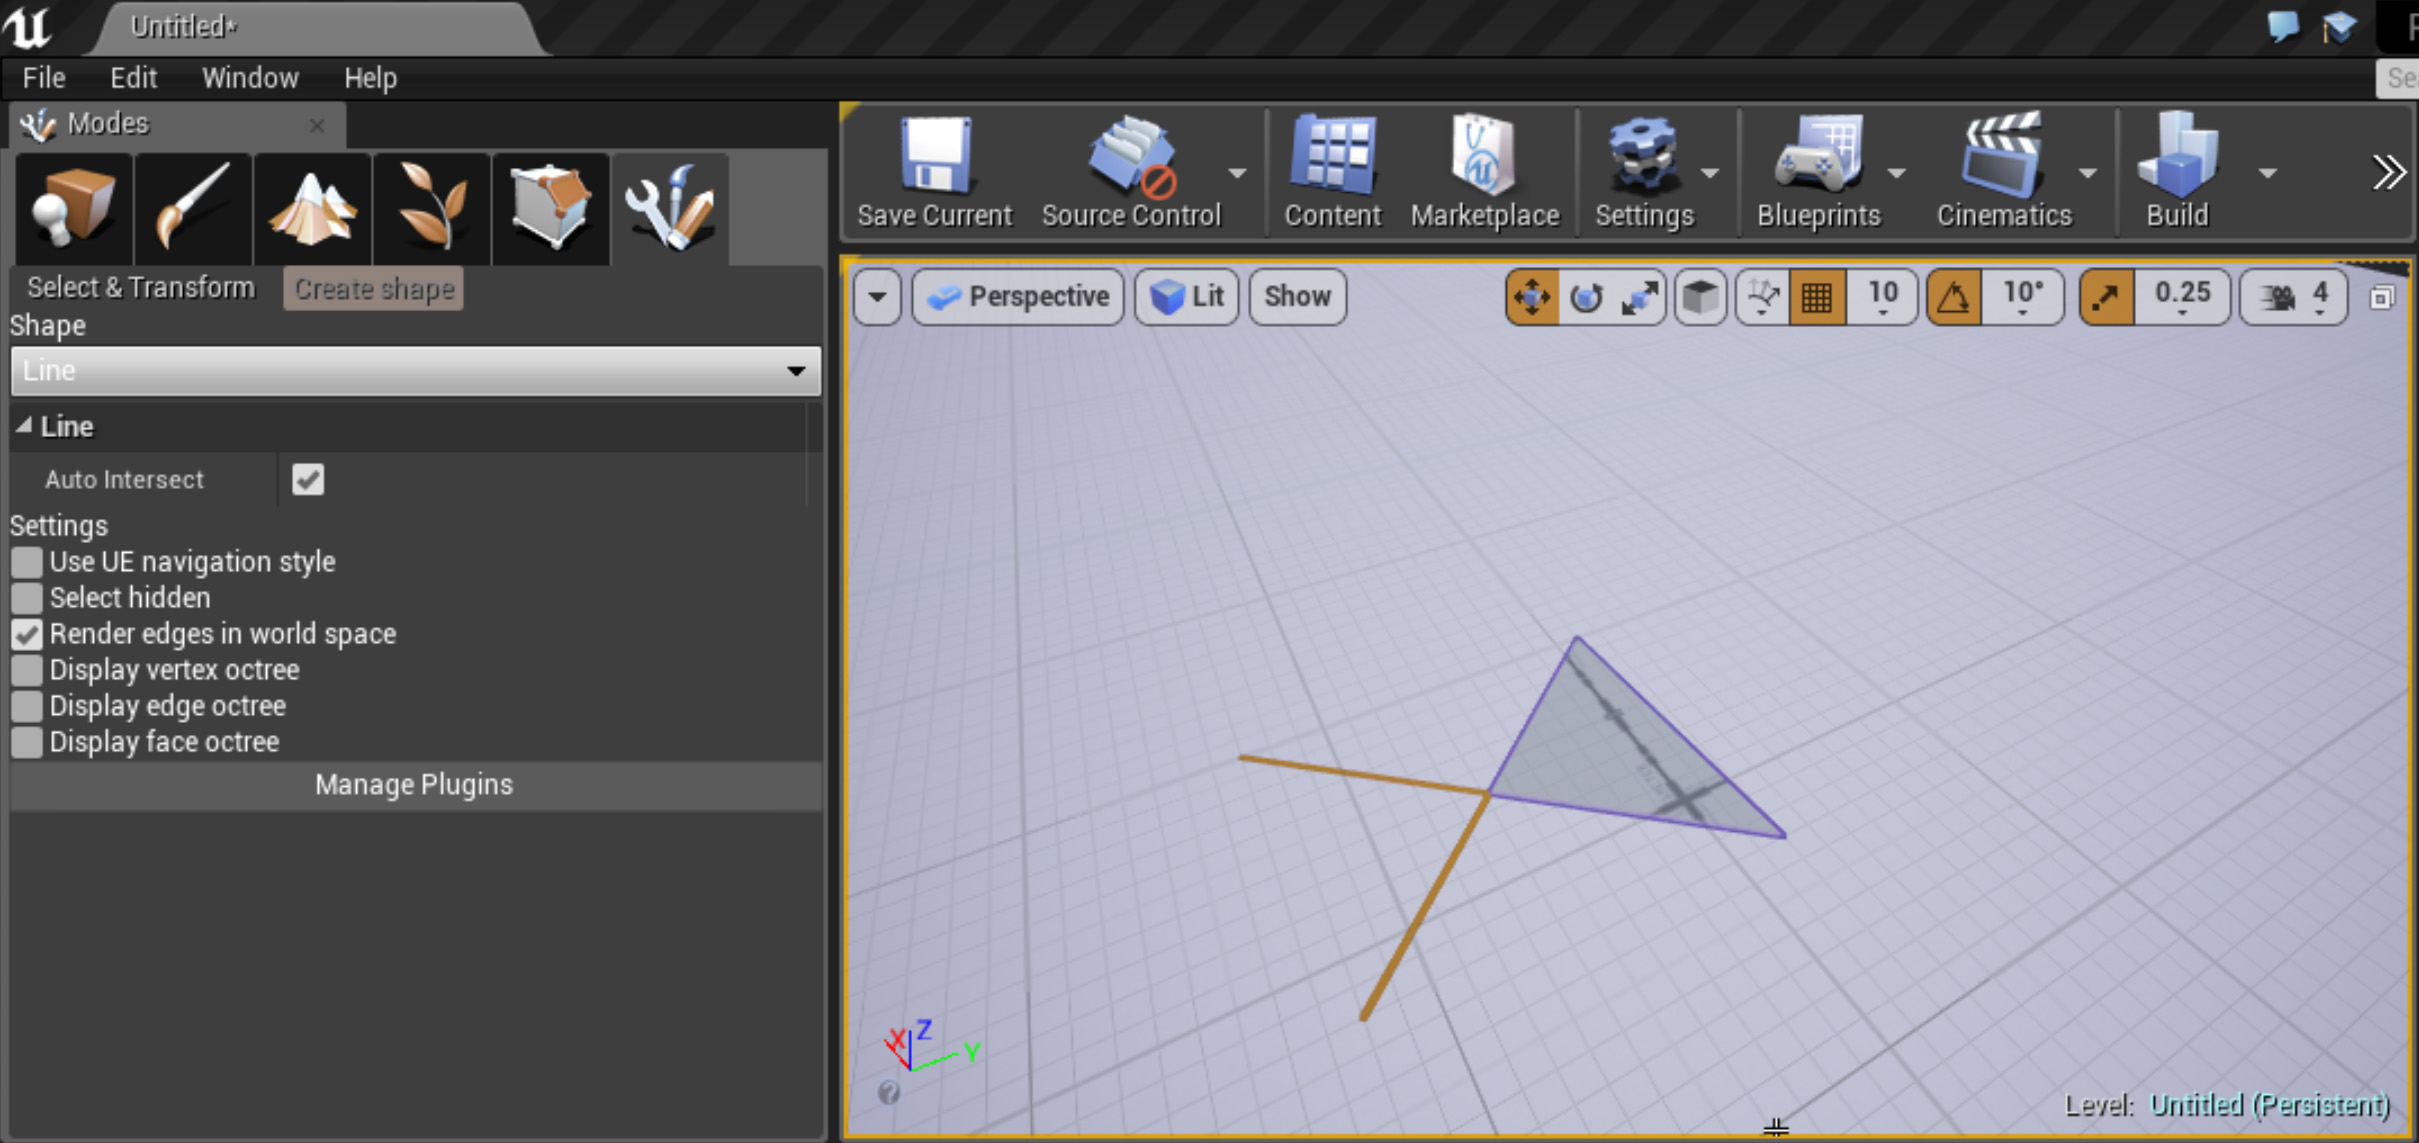 Untitled*
File Edit Window Help
Modes
Save Current Source Control Content Marketplace Settings Blueprints Cinematics Build
Select & Transform Create shape
Perspective Lit Show 10 10° 0.25 4
Shape
Line
Line
Auto Intersect
Settings
Use UE navigation style
Select hidden
Render edges in world space
Display vertex octree
Display edge octree
Display face octree
Manage Plugins
X Z Y
Level: Untitled (Persistent)